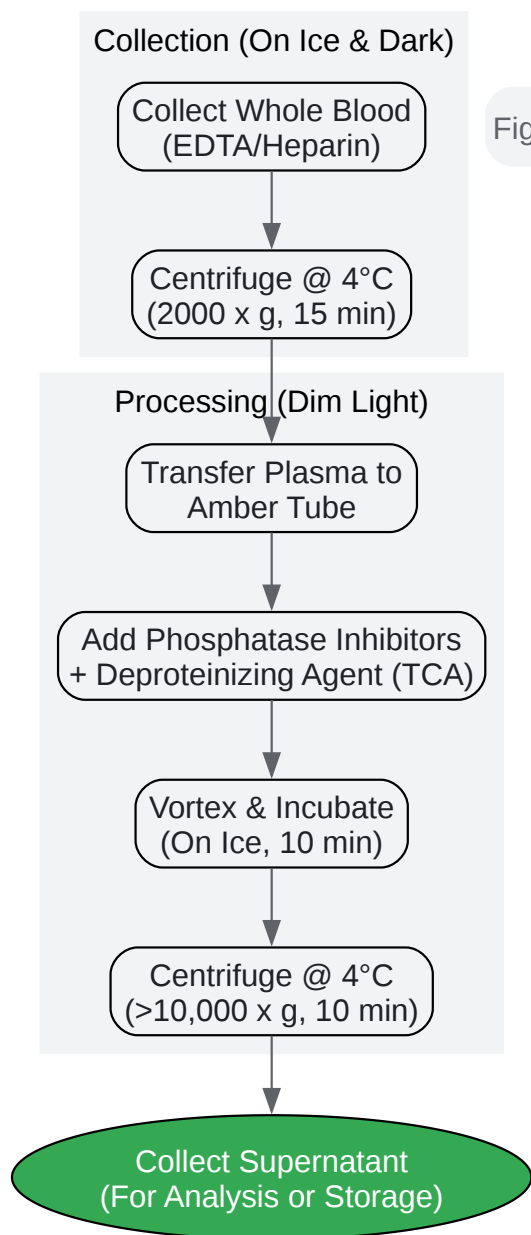 Collection (On Ice & Dark)
Collect Whole Blood
(EDTA/Heparin)
Fig
Centrifuge @ 4°C
(2000 x g, 15 min)
Processing (Dim Light)
Transfer Plasma to
Amber Tube
Add Phosphatase Inhibitors
+ Deproteinizing Agent (TCA)
Vortex & Incubate
(On Ice, 10 min)
Centrifuge @ 4°C
(>10,000 x g, 10 min)
Collect Supernatant
(For Analysis or Storage)